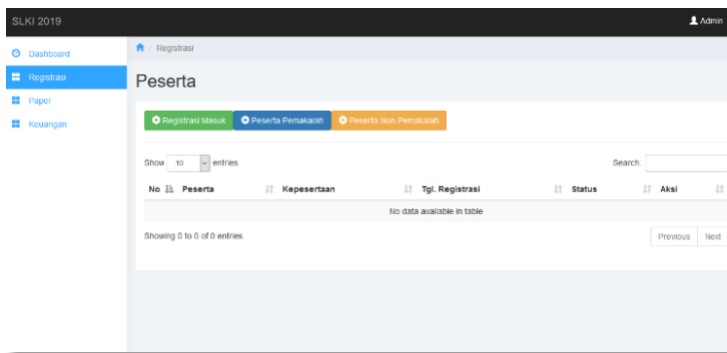 SLKI 2019 Admin
Dashboard
Registrasi
Paper
Keuangan
/ Registrasi
Peserta
Registrasi Masuk Peserta Pemakalah Peserta Non-Pemakalah
Show 10 entries Search:
No Peserta Kepesertaan Tgl. Registrasi Status Aksi
No data available in table
Showing 0 to 0 of 0 entries
Previous Next